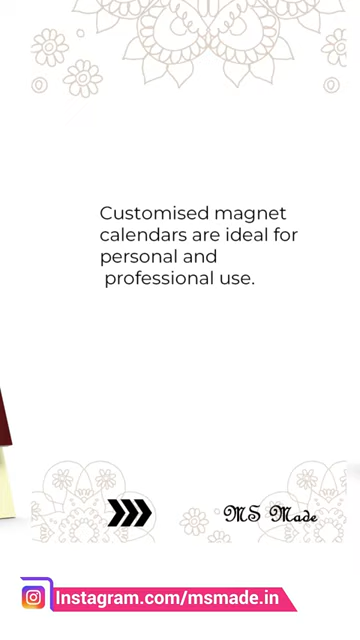 Customised magnet
calendars are ideal for
personal and
professional use.
MS Made
Instagram.com/msmade.in